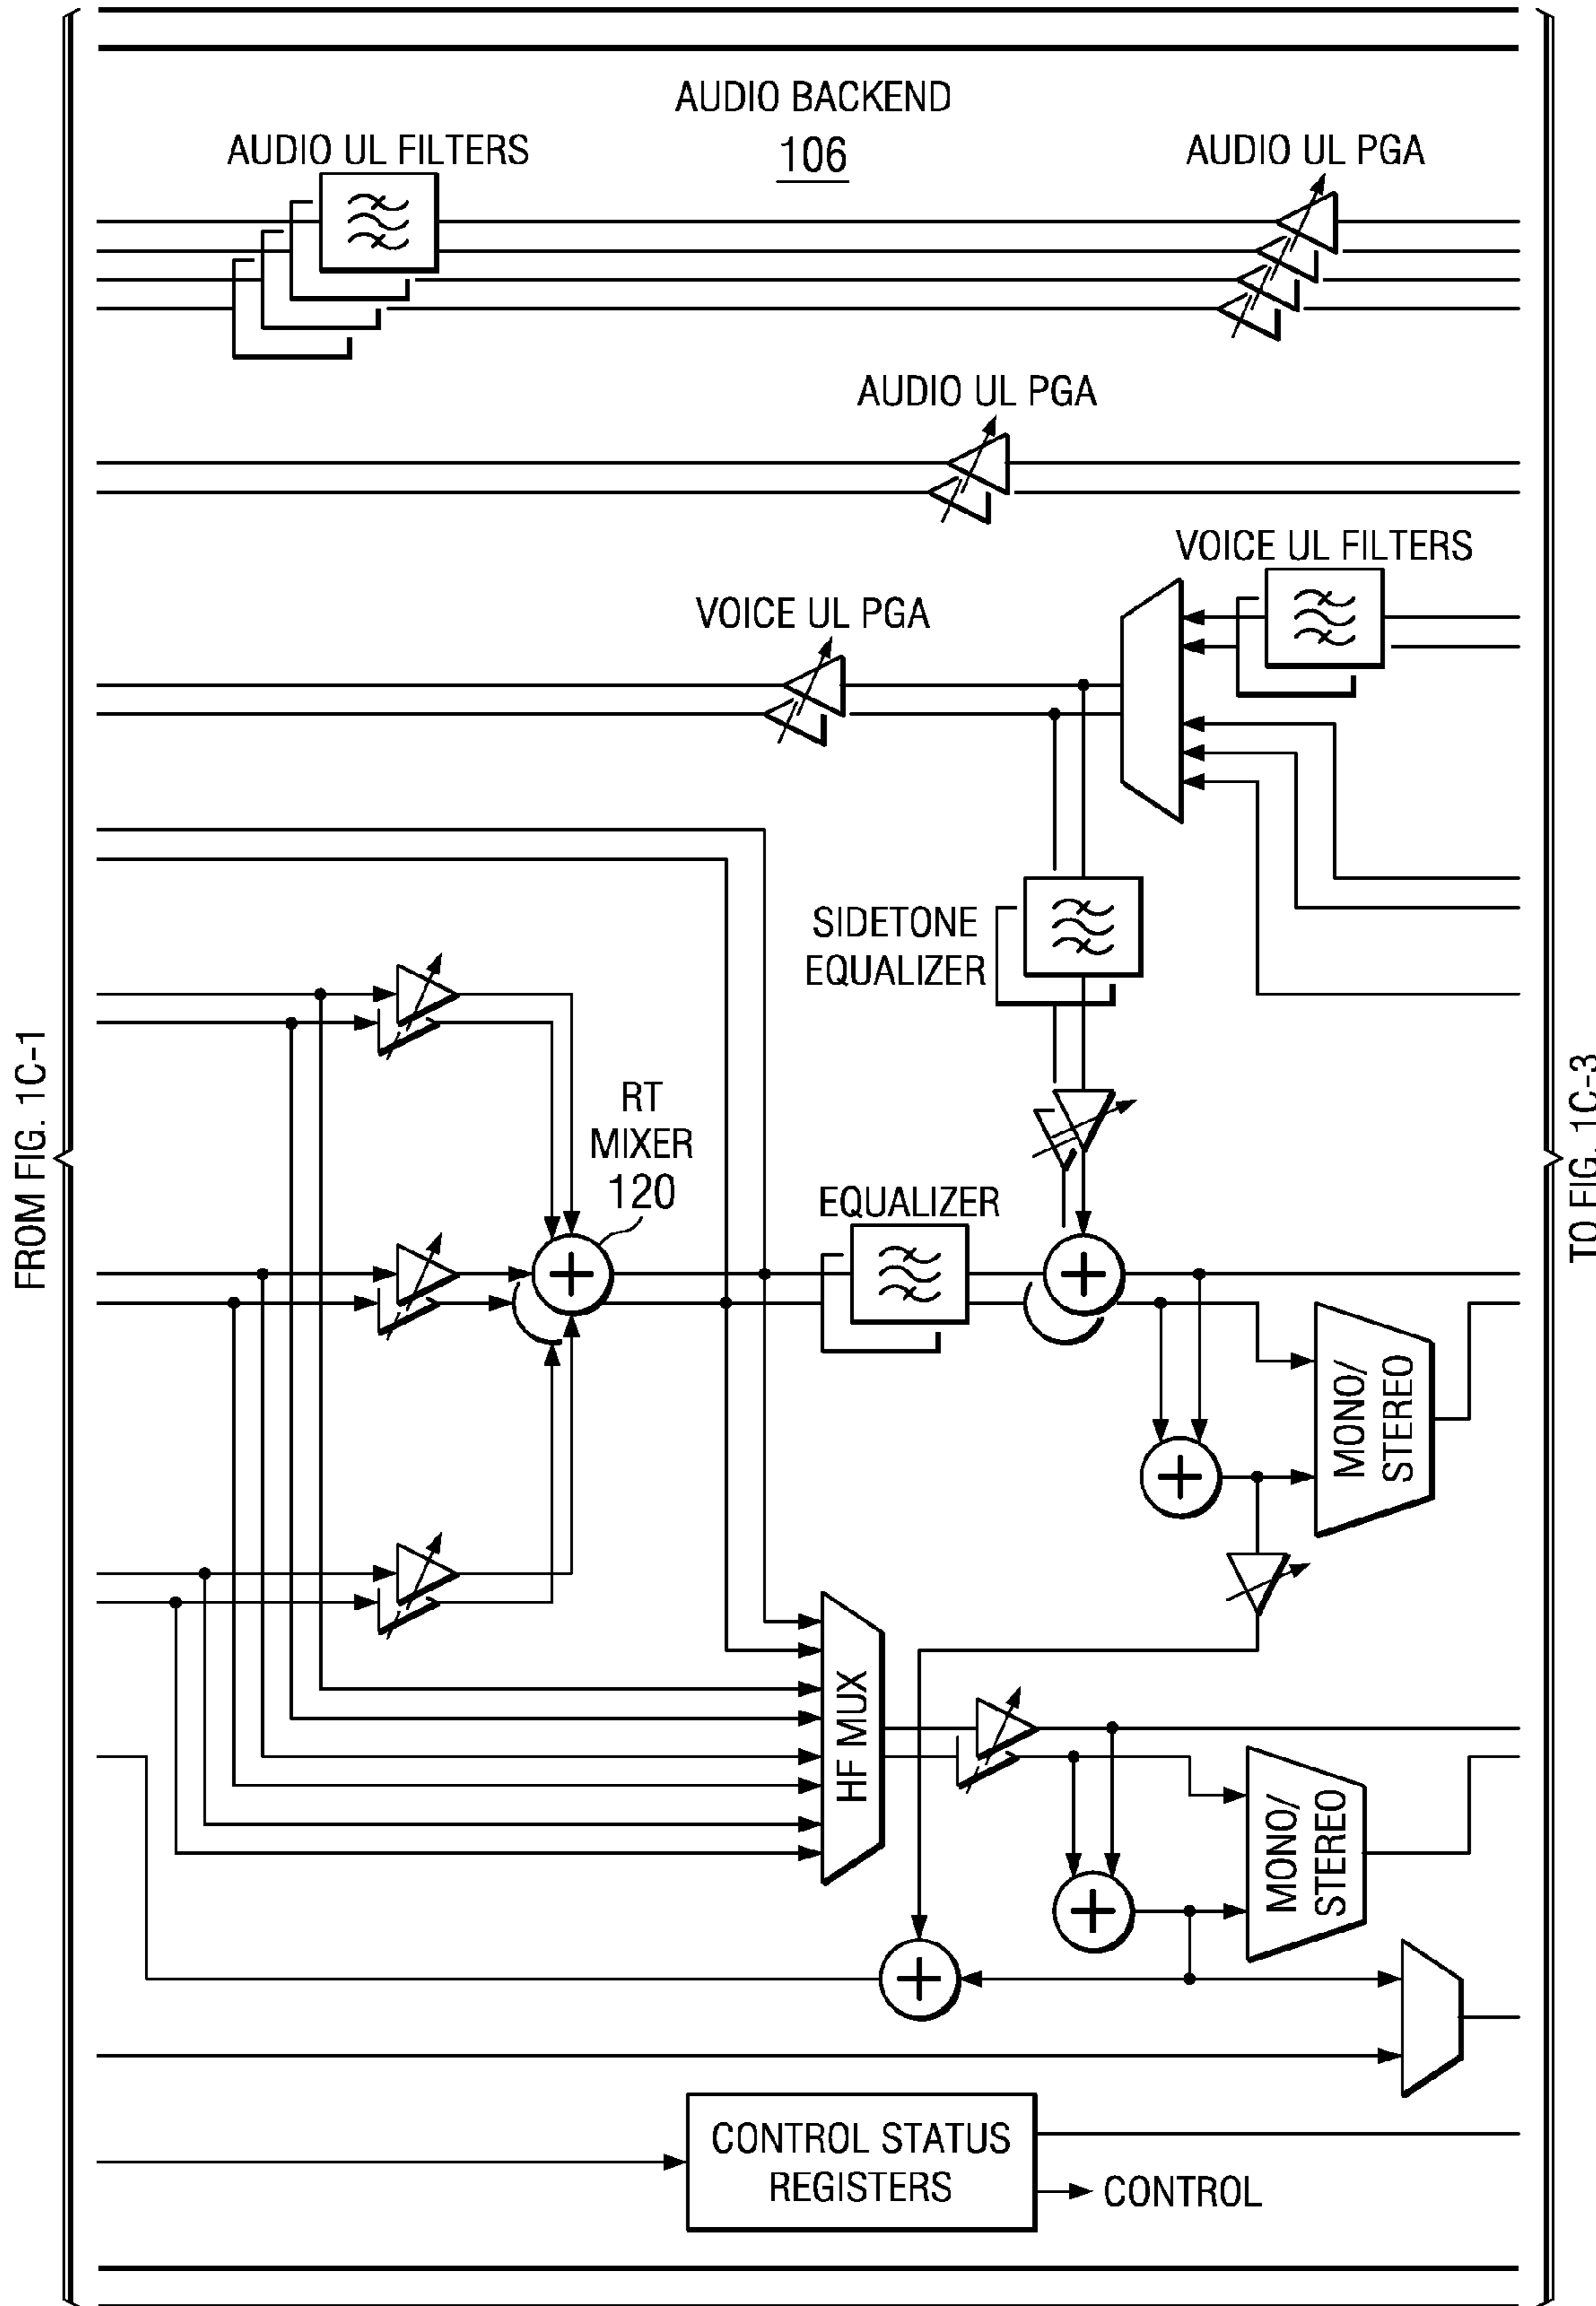 AUDIO BACKEND
106
AUDIO UL FILTERS
AUDIO UL PGA
AUDIO UL PGA
VOICE UL FILTERS
VOICE UL PGA
SIDETONE
EQUALIZER
FROM FIG. 1C-1
TO FIG. 1C-3
RT
MIXER
120
EQUALIZER
MONO/
STEREO
HF MUX
MONO/
STEREO
CONTROL STATUS
REGISTERS
CONTROL